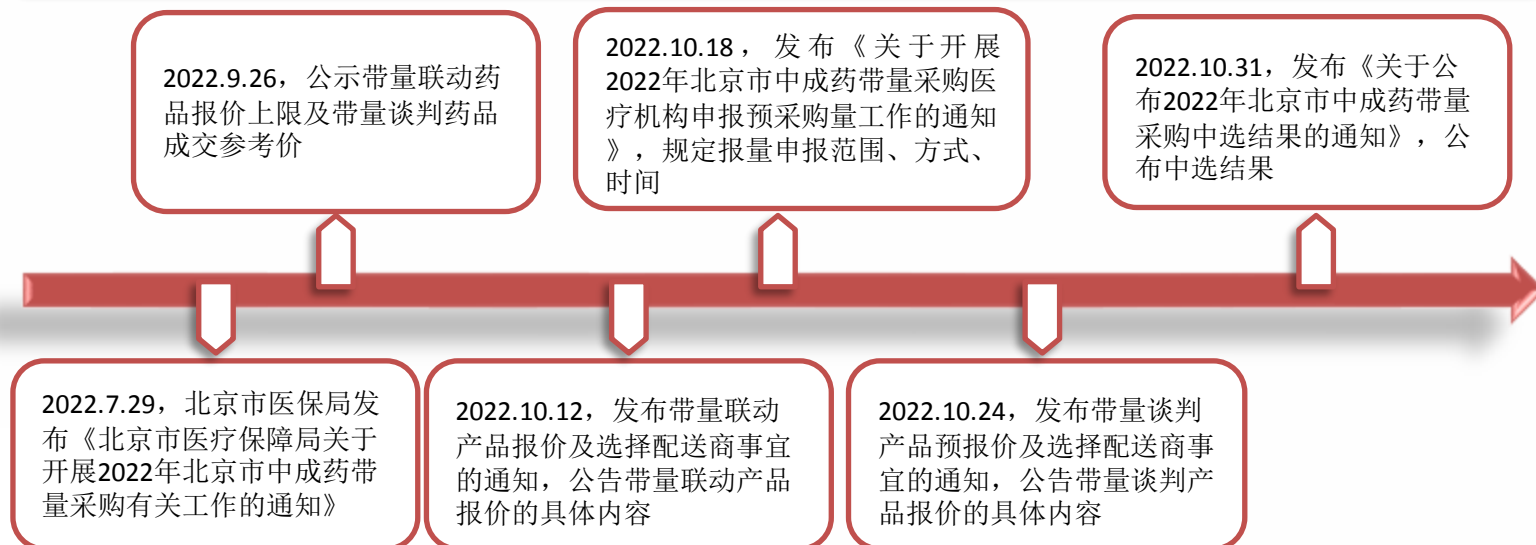 2022.9.26，公示带量联动药
品报价上限及带量谈判药品
成交参考价
2022.10.18，发布《关于开展
2022年北京市中成药带量采购医
疗机构申报预采购量工作的通知
》，规定报量申报范围、方式、
时间
2022.10.31，发布《关于公
布2022年北京市中成药带量
采购中选结果的通知》，公
布中选结果
2022.7.29，北京市医保局发
布《北京市医疗保障局关于
开展2022年北京市中成药带
量采购有关工作的通知》
2022.10.12，发布带量联动
产品报价及选择配送商事宜
的通知，公告带量联动产品
报价的具体内容
2022.10.24，发布带量谈判
产品预报价及选择配送商事
宜的通知，公告带量谈判产
品报价的具体内容